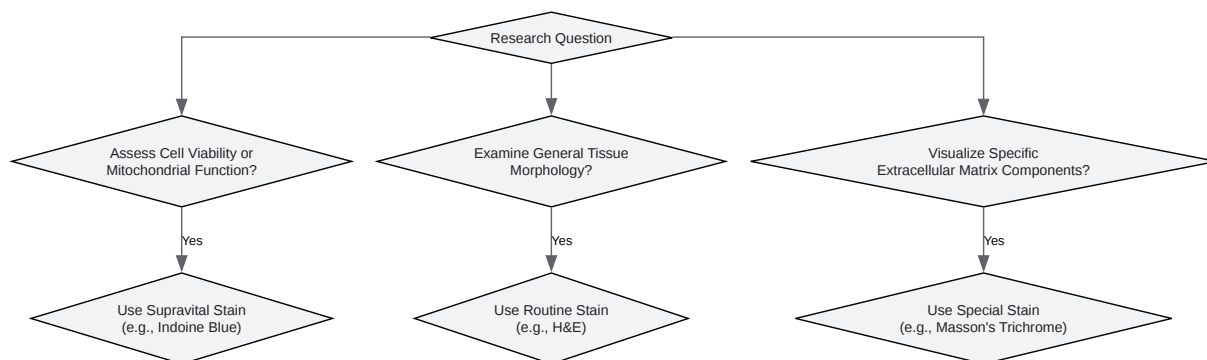 Research Question
Assess Cell Viability or
Mitochondrial Function?
Examine General Tissue
Morphology?
Visualize Specific
Extracellular Matrix Components?
Yes
Yes
Yes
Use Supravital Stain
(e.g., Indoine Blue)
Use Routine Stain
(e.g., H&E)
Use Special Stain
(e.g., Masson's Trichrome)